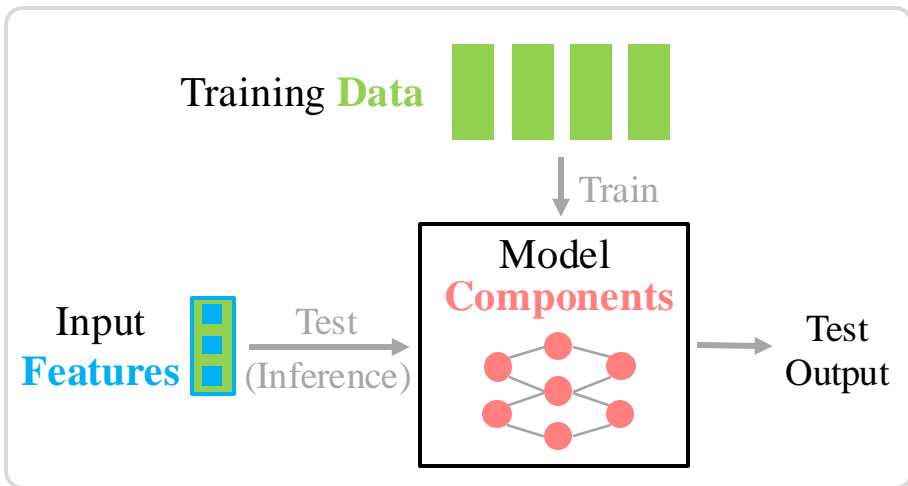 Training Data
Train
Model
Components
Input
Features
Test
(Inference)
Test
Output